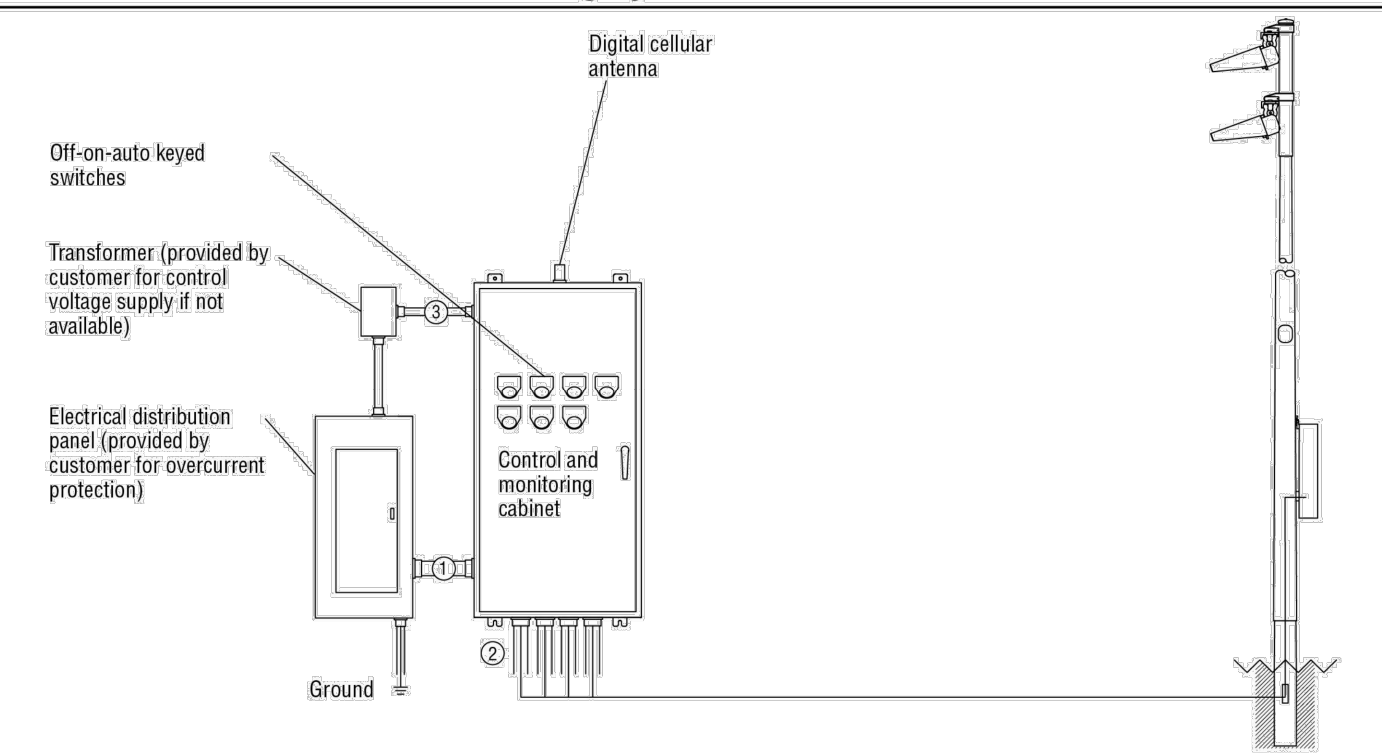 Digital cellular
antenna
Off-on-auto keyed
switches
Transformer (provided by
customer for control
voltage supply if not
available)
3
Electrical distribution
panel (provided by
customer for overcurrent
protection)
Control and
monitoring
cabinet
1
2
Ground